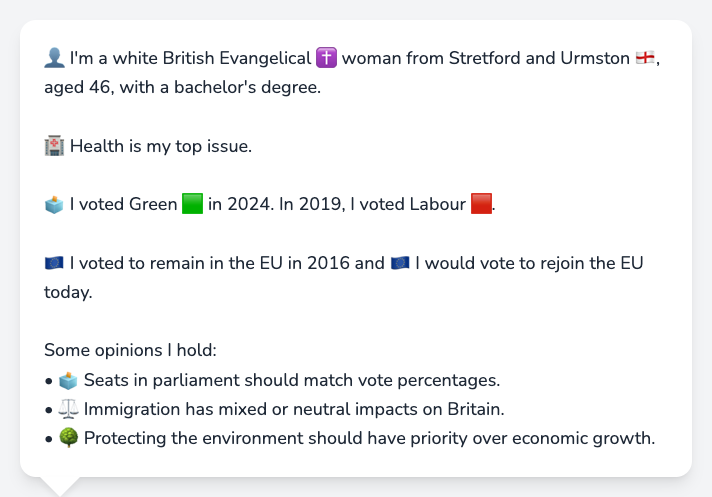 👤 I'm a white British Evangelical ✝️ woman from Stretford and Urmston 🏴󠁧󠁢󠁥󠁮󠁧󠁿,
aged 46, with a bachelor's degree.
🏥 Health is my top issue.
🗳️ I voted Green 🟩 in 2024. In 2019, I voted Labour 🟥.
🇪🇺 I voted to remain in the EU in 2016 and 🇪🇺 I would vote to rejoin the EU
today.
Some opinions I hold:
• 🗳️ Seats in parliament should match vote percentages.
• ⚖️ Immigration has mixed or neutral impacts on Britain.
• 🌳 Protecting the environment should have priority over economic growth.